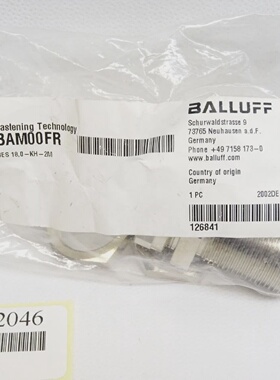 BALLUFF
Schurwaldstrasse 9
73765 Neuhausen a.d.F.
Germany
Phone +49 7158 173-0
www.balluff.com
Country of origin
Germany
1 PC 2002DE
126841
astening Technology
BAM00FR
ES 18,0-KH-2M
2046